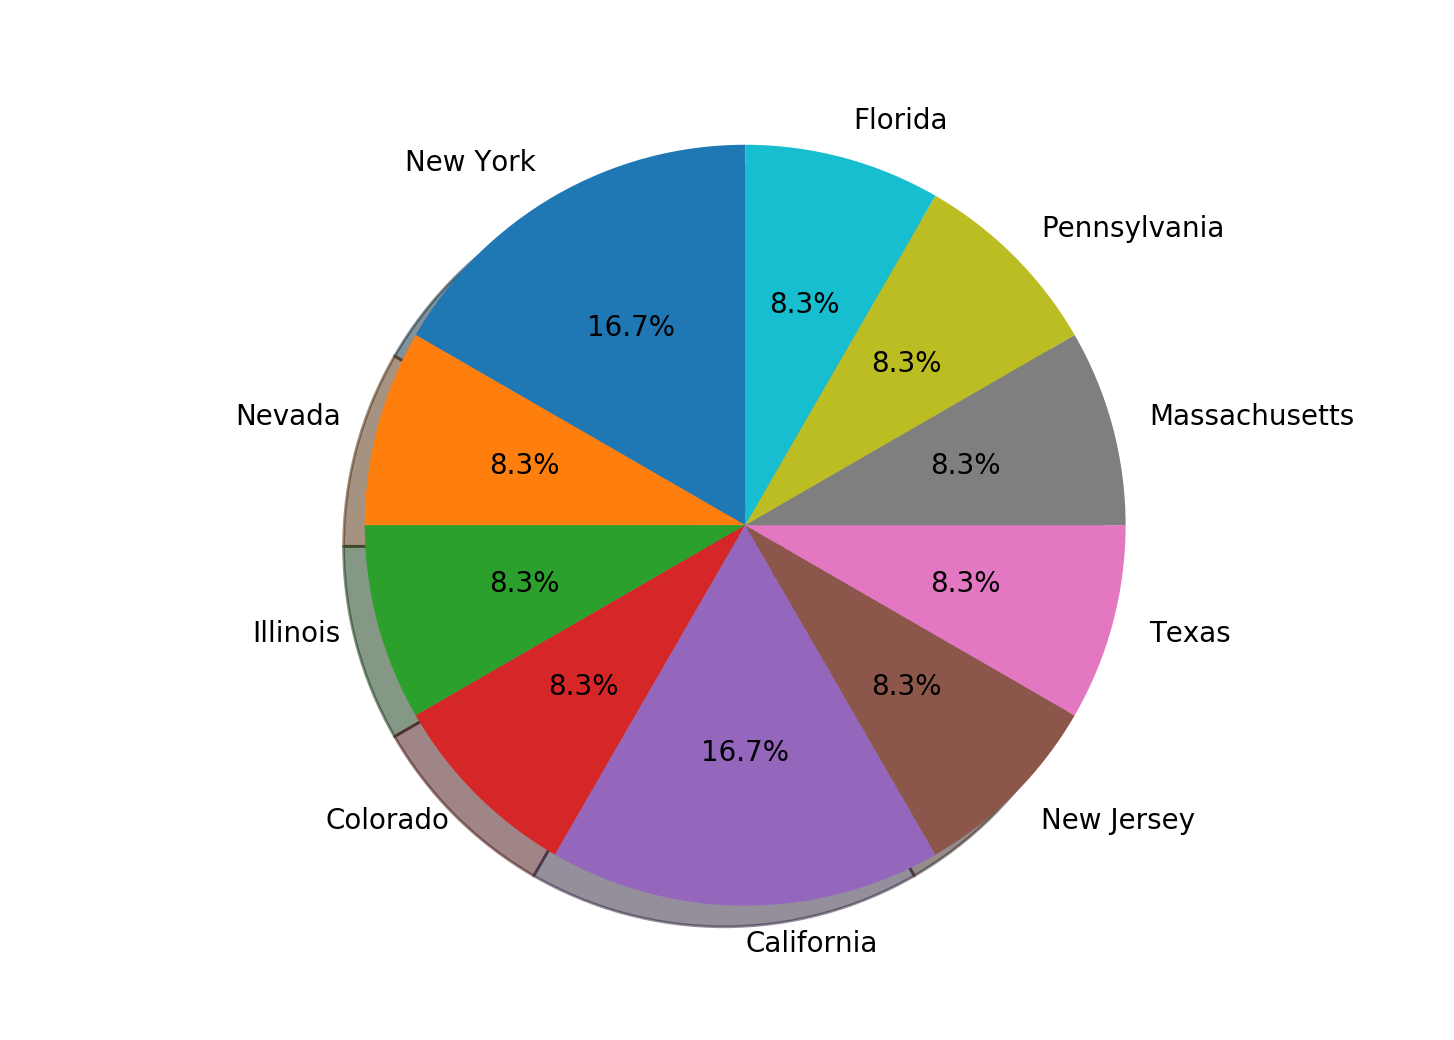 Florida
New York
Pennsylvania
8.3%
16.7%
8.3%
Nevada
Massachusetts
8.3%
8.3%
8.3%
8.3%
Illinois
Texas
8.3%
8.3%
16.7%
Colorado
New Jersey
California